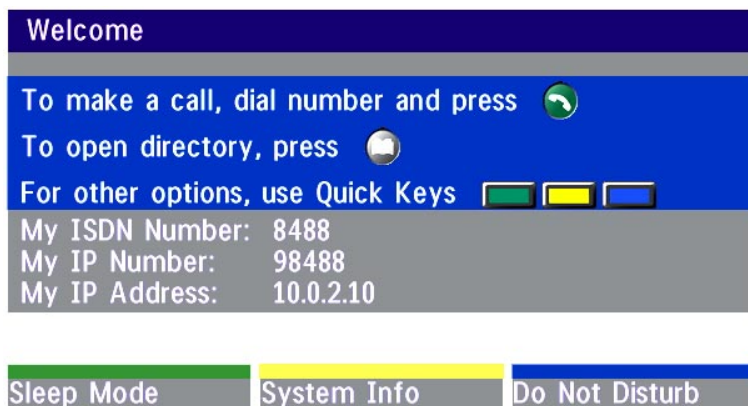 Welcome
To make a call, dial number and press
To open directory, press
For other options, use Quick Keys
My ISDN Number: 8488
My IP Number: 98488
My IP Address: 10.0.2.10
Sleep Mode System Info Do Not Disturb